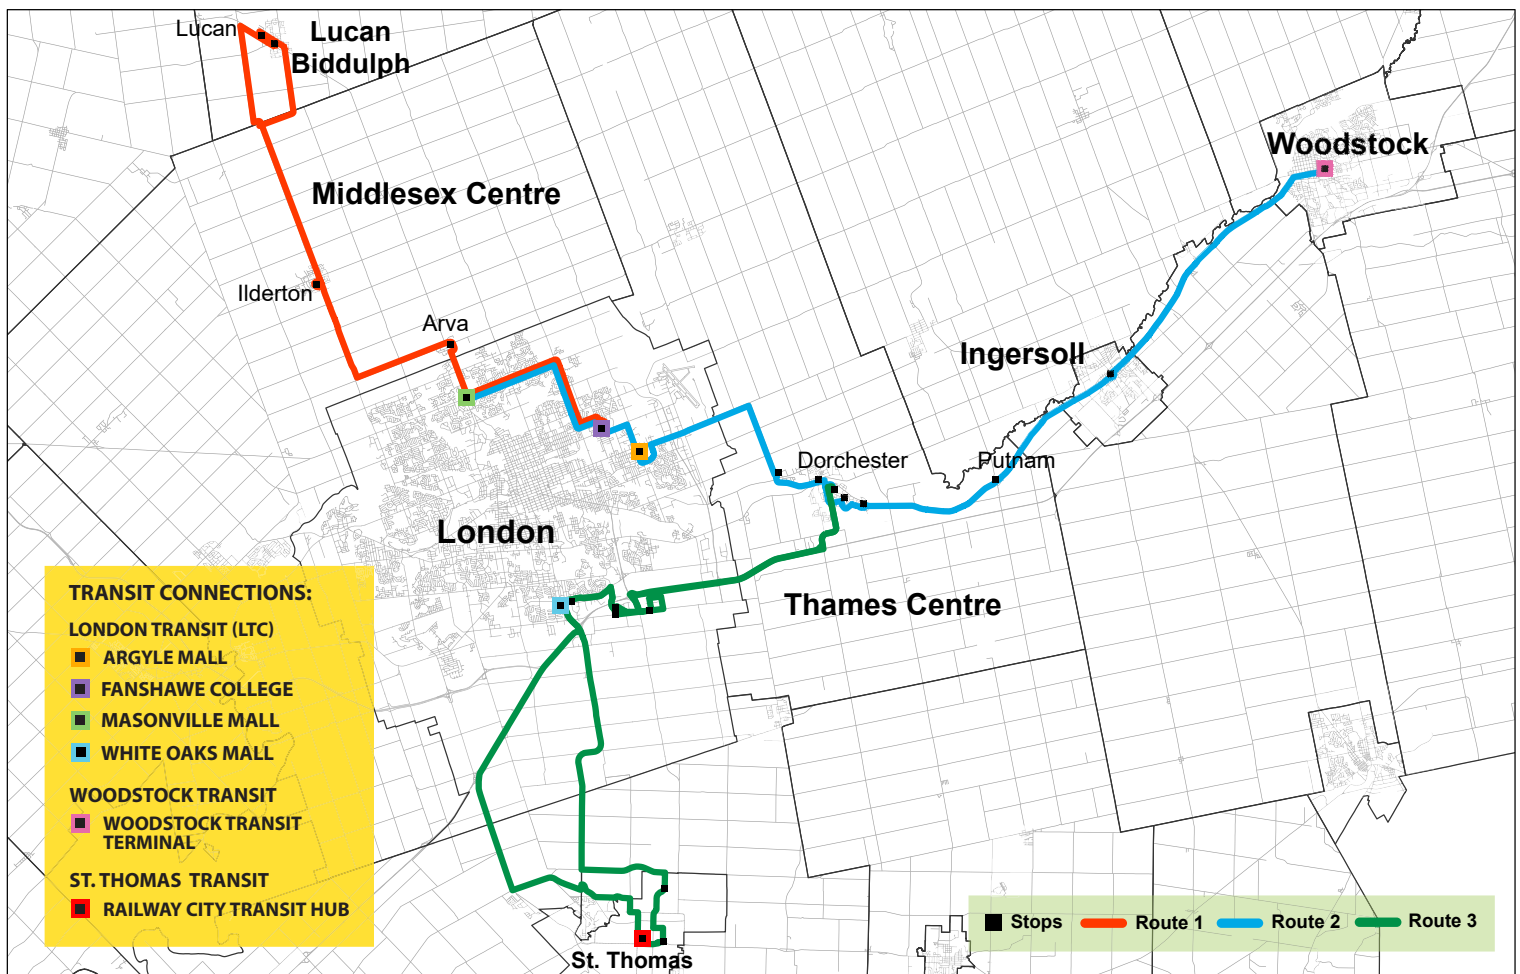 Lucan
Lucan
Biddulph
Woodstock
Middlesex Centre
Ilderton
Arva
Ingersoll
Dorchester
Putnam
London
Thames Centre
TRANSIT CONNECTIONS:
LONDON TRANSIT (LTC)
ARGYLE MALL
FANSHAWE COLLEGE
MASONVILLE MALL
WHITE OAKS MALL
WOODSTOCK TRANSIT
WOODSTOCK TRANSIT
TERMINAL
ST. THOMAS TRANSIT
RAILWAY CITY TRANSIT HUB
St. Thomas
Stops Route 1 Route 2 Route 3